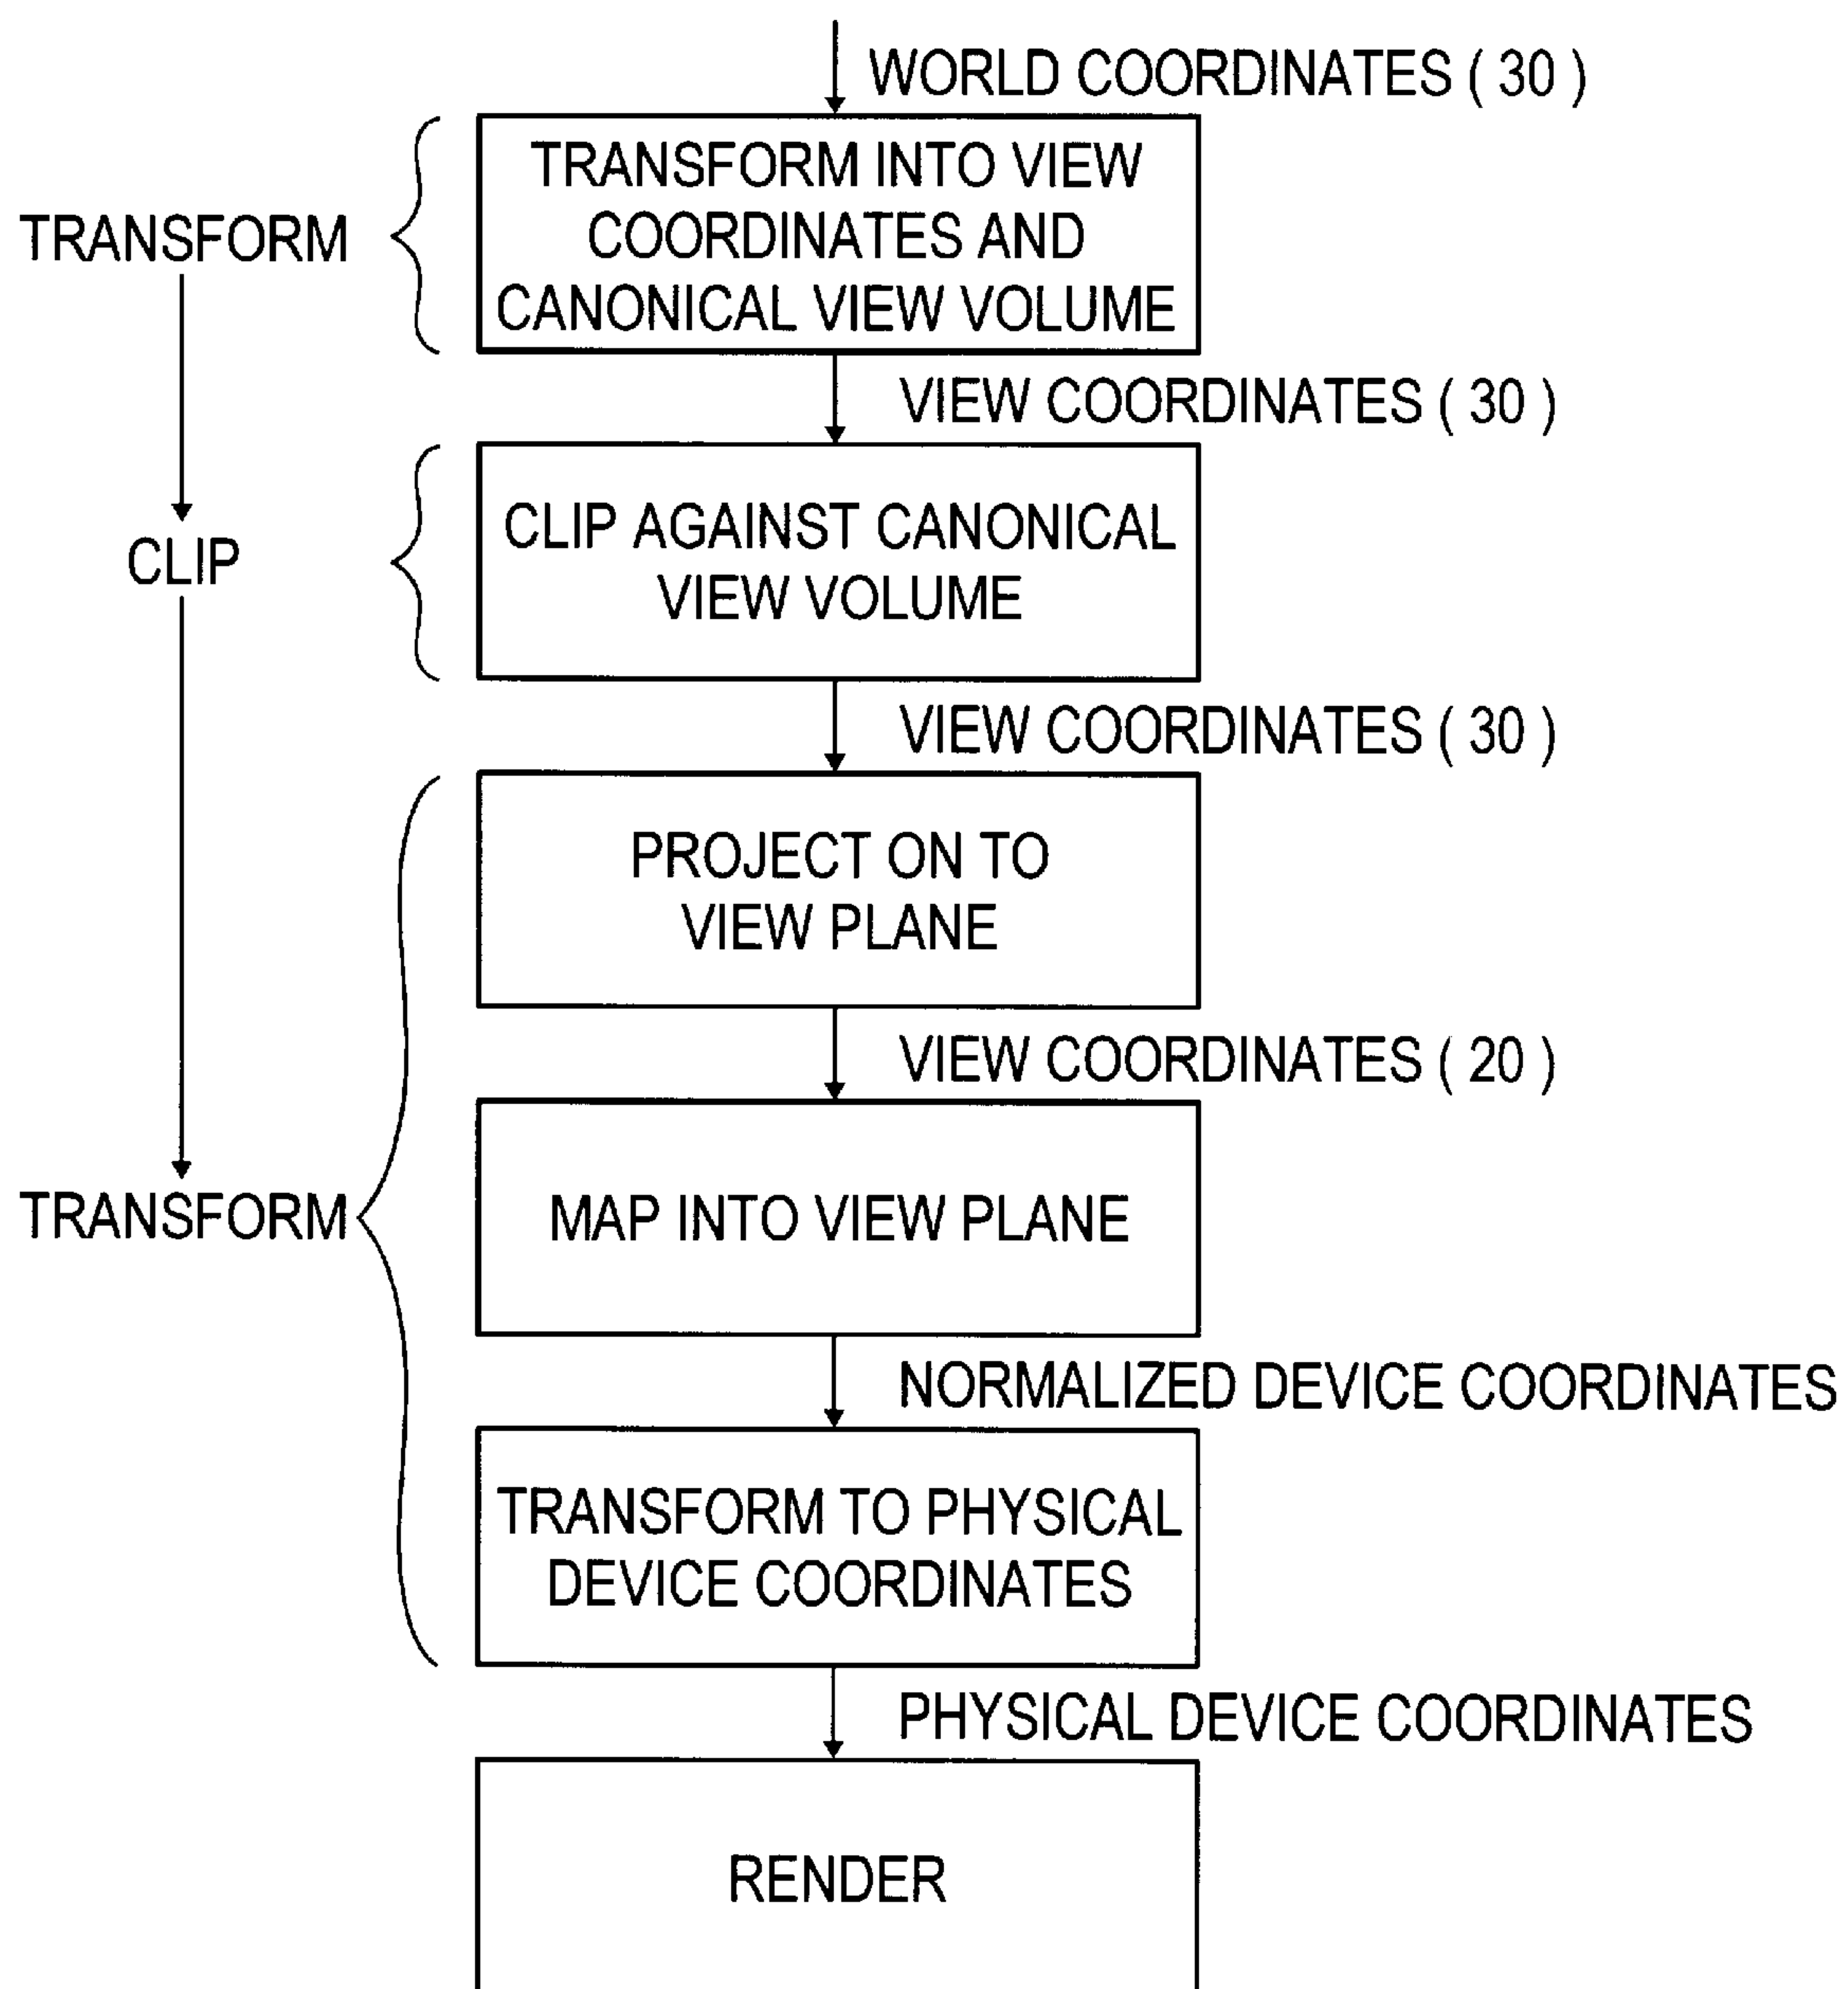 WORLD COORDINATES ( 30 )
TRANSFORM INTO VIEW
COORDINATES AND
CANONICAL VIEW VOLUME
TRANSFORM
VIEW COORDINATES ( 30 )
CLIP AGAINST CANONICAL
VIEW VOLUME
CLIP
VIEW COORDINATES ( 30 )
PROJECT ON TO
VIEW PLANE
VIEW COORDINATES ( 20 )
MAP INTO VIEW PLANE
TRANSFORM
NORMALIZED DEVICE COORDINATES
TRANSFORM TO PHYSICAL
DEVICE COORDINATES
PHYSICAL DEVICE COORDINATES
RENDER